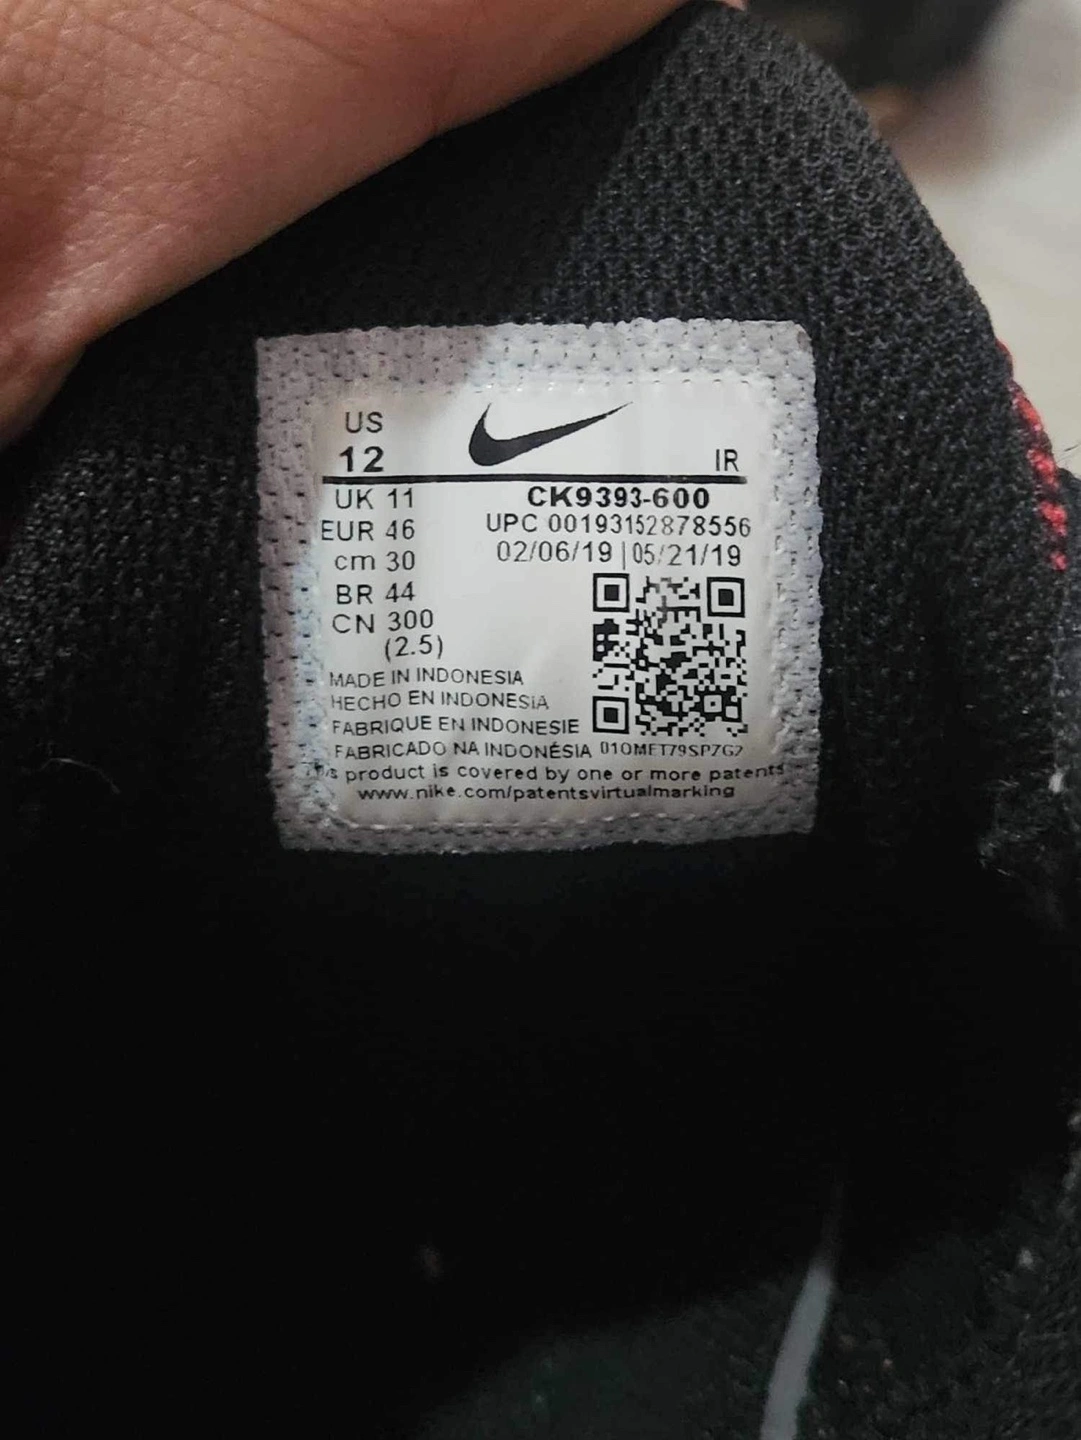 US
12
IR
UK 11
EUR 46
cm 30
BR 44
CN 300
(2.5)
CK9393-600
UPC 00193152878556
02/06/19 | 05/21/19
MADE IN INDONESIA
HECHO EN INDONESIA
FABRIQUE EN INDONESIE
FABRICADO NA INDONÉSIA
01OMET79SPZG2
product is covered by one or more patents
www.nike.com/patentsvirtualmarking